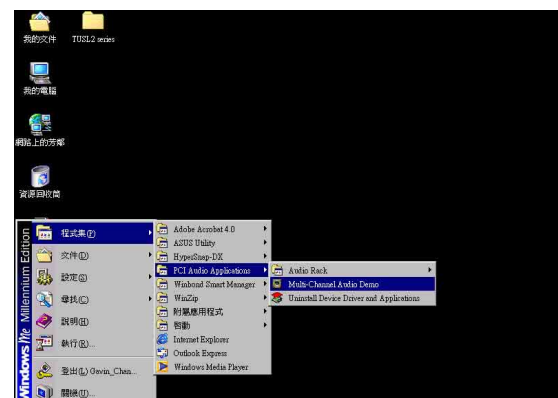 我的文件
TUSL2 series
我的電腦
網路上的芳鄰
資源回收筒
Windows Me Millennium Edition
程式集(P)
文件(D)
設定(S)
尋找(C)
說明(H)
執行(R)...
登出(L) Gavin_Chen...
關機(U)...
Adobe Acrobat 4.0
ASUS Utility
HyperSnap-DX
PCI Audio Applications
Winbond Smart Manager
WinZip
附屬應用程式
啟動
Internet Explorer
Outlook Express
Windows Media Player
Audio Rack
Multi-Channel Audio Demo
Uninstall Device Driver and Applications